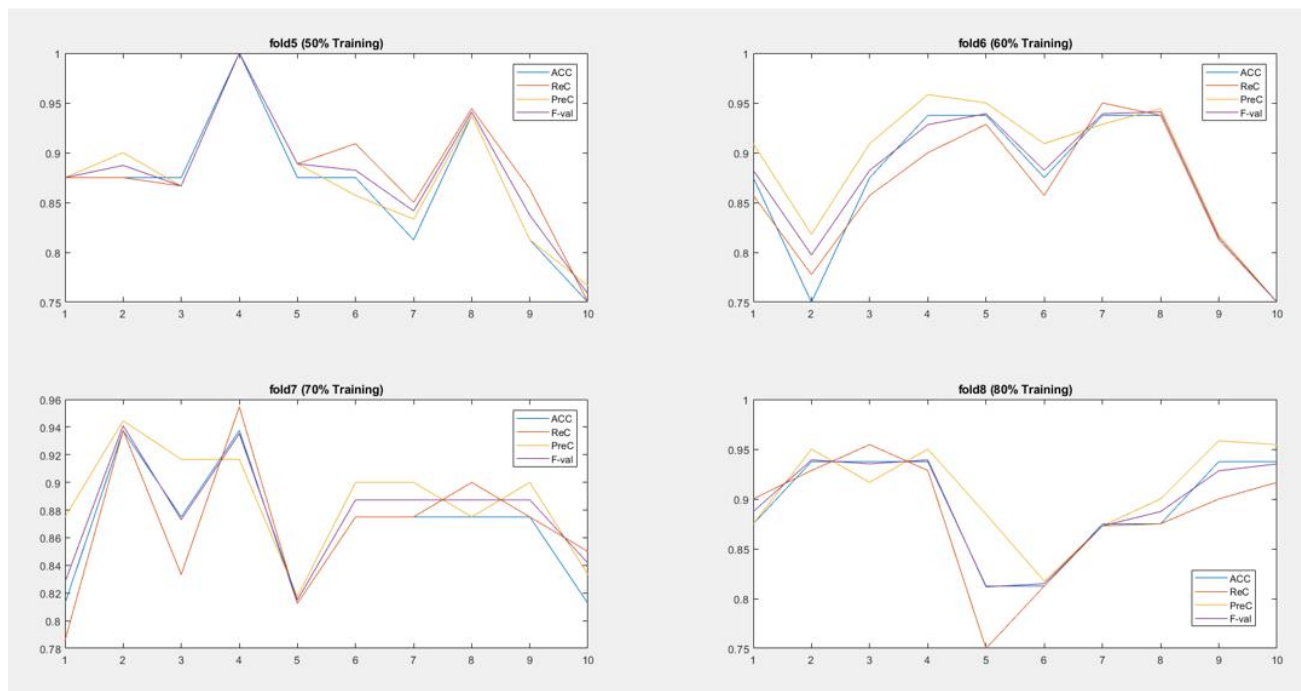 fold5 (50% Training)
1
0.95
0.9
0.85
0.8
0.75
1 2 3 4 5 6 7 8 9 10
ACC
ReC
PreC
F-val
fold6 (60% Training)
1
0.95
0.9
0.85
0.8
0.75
1 2 3 4 5 6 7 8 9 10
ACC
ReC
PreC
F-val
fold7 (70% Training)
0.96
0.94
0.92
0.9
0.88
0.86
0.84
0.82
0.8
0.78
1 2 3 4 5 6 7 8 9 10
ACC
ReC
PreC
F-val
fold8 (80% Training)
1
0.95
0.9
0.85
0.8
0.75
1 2 3 4 5 6 7 8 9 10
ACC
ReC
PreC
F-val